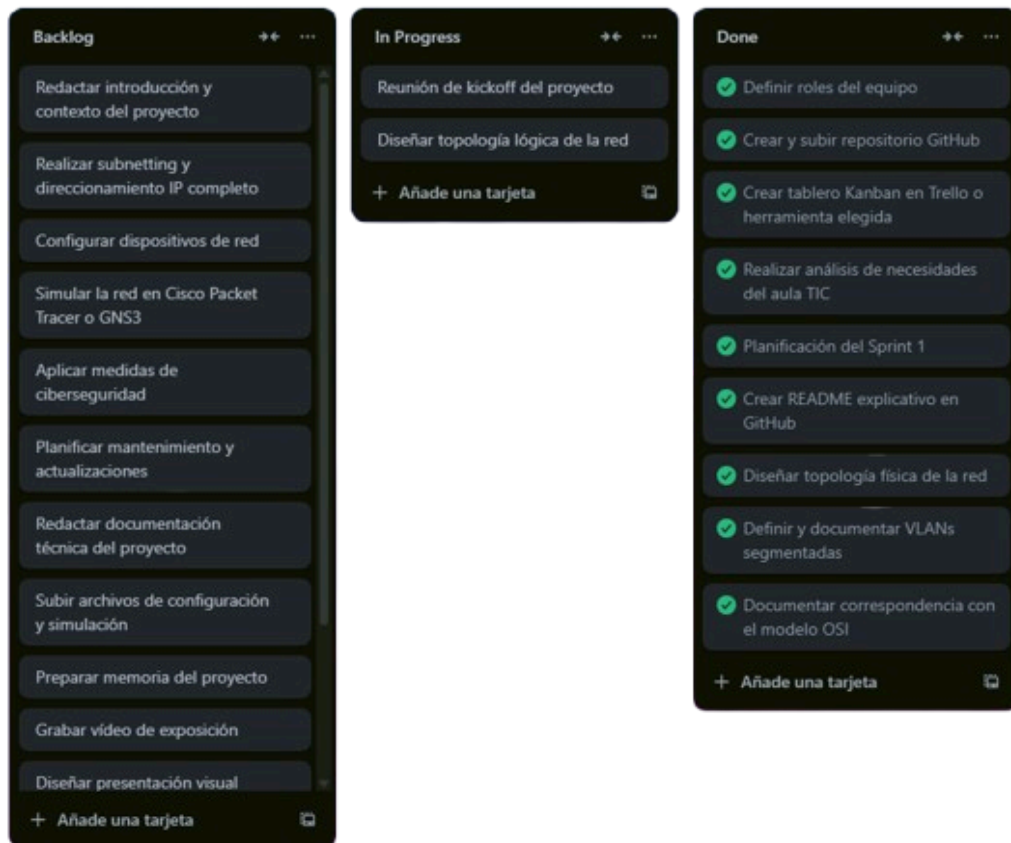 Backlog
Redactar introducción y
contexto del proyecto
Realizar subnetting y
direccionamiento IP completo
Configurar dispositivos de red
Simular la red en Cisco Packet
Tracer o GNS3
Aplicar medidas de
ciberseguridad
Planificar mantenimiento y
actualizaciones
Redactar documentación
técnica del proyecto
Subir archivos de configuración
y simulación
Preparar memoria del proyecto
Grabar vídeo de exposición
Diseñar presentación visual
+ Añade una tarjeta
In Progress
Reunión de kickoff del proyecto
Diseñar topología lógica de la red
+ Añade una tarjeta
Done
Definir roles del equipo
Crear y subir repositorio GitHub
Crear tablero Kanban en Trello o
herramienta elegida
Realizar análisis de necesidades
del aula TIC
Planificación del Sprint 1
Crear README explicativo en
GitHub
Diseñar topología física de la red
Definir y documentar VLANs
segmentadas
Documentar correspondencia con
el modelo OSI
+ Añade una tarjeta